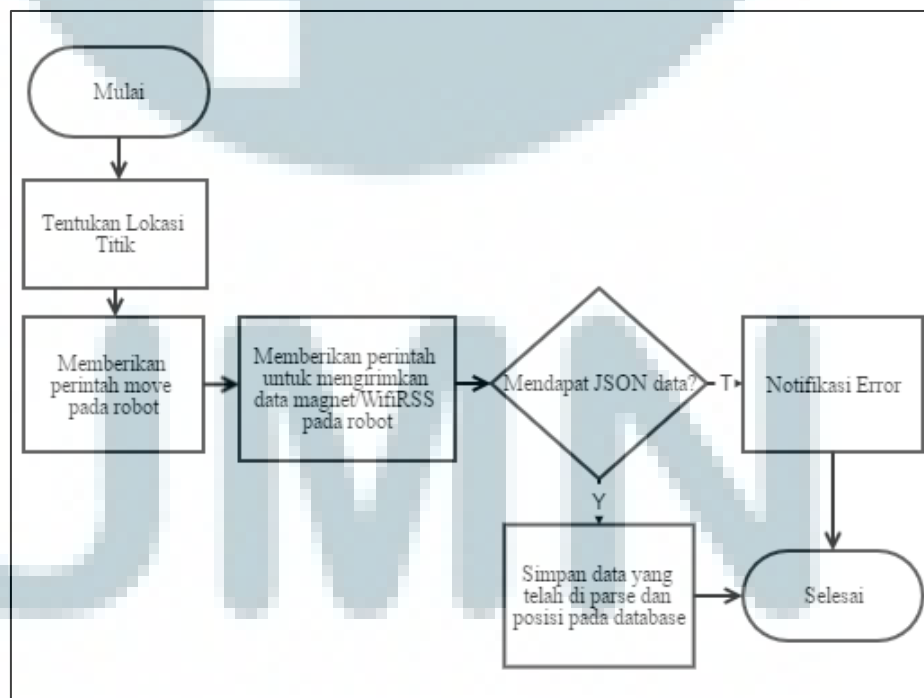 Mulai
Tentukan Lokasi
Titik
Memberikan
perintah move
pada robot
Memberikan perintah
untuk mengirimkan
data magnet/WifiRSS
pada robot
Mendapat JSON data?
T
Notifikasi Error
Y
Simpan data yang
telah di parse dan
posisi pada database
Selesai
UMN